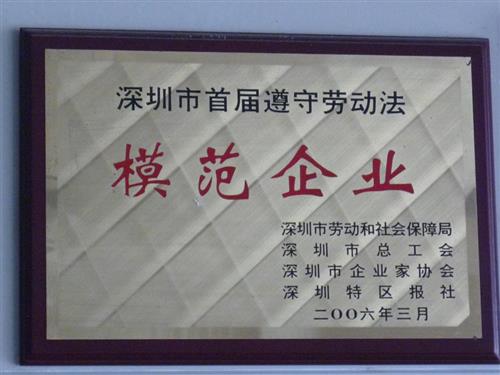 深圳市首届遵守劳动法
模范企业
深圳市劳动和社会保障局
深圳市总工会
深圳市企业家协会
深圳特区报社
二OO六年三月